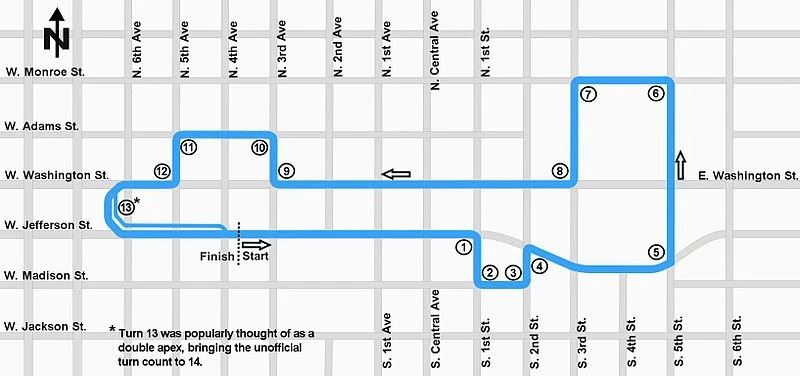 N
N. 6th Ave
N. 5th Ave
N. 4th Ave
N. 3rd Ave
N. 2nd Ave
N. 1st Ave
N. Central Ave
N. 1st St.
W. Monroe St.
7
6
W. Adams St.
11
10
W. Washington St.
12
9
8
E. Washington St.
13*
W. Jefferson St.
Finish
Start
1
2
3
4
5
W. Madison St.
W. Jackson St.
* Turn 13 was popularly thought of as a
double apex, bringing the unofficial
turn count to 14.
S. 1st Ave
S. Central Ave
S. 1st St.
S. 2nd St.
S. 3rd St.
S. 4th St.
S. 5th St.
S. 6th St.